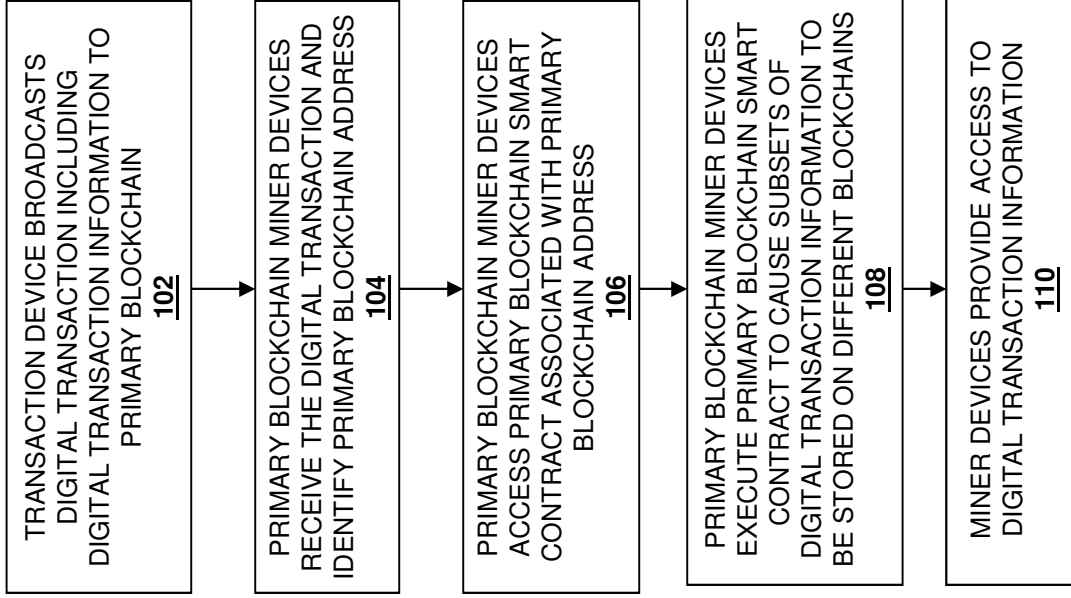 TRANSACTION DEVICE BROADCASTS
DIGITAL TRANSACTION INCLUDING
DIGITAL TRANSACTION INFORMATION TO
PRIMARY BLOCKCHAIN
102
PRIMARY BLOCKCHAIN MINER DEVICES
RECEIVE THE DIGITAL TRANSACTION AND
IDENTIFY PRIMARY BLOCKCHAIN ADDRESS
104
PRIMARY BLOCKCHAIN MINER DEVICES
ACCESS PRIMARY BLOCKCHAIN SMART
CONTRACT ASSOCIATED WITH PRIMARY
BLOCKCHAIN ADDRESS
106
PRIMARY BLOCKCHAIN MINER DEVICES
EXECUTE PRIMARY BLOCKCHAIN SMART
CONTRACT TO CAUSE SUBSETS OF
DIGITAL TRANSACTION INFORMATION TO
BE STORED ON DIFFERENT BLOCKCHAINS
108
MINER DEVICES PROVIDE ACCESS TO
DIGITAL TRANSACTION INFORMATION
110